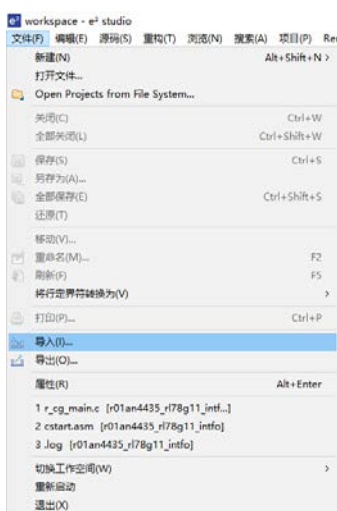 workspace - e² studio
文件(F) 编辑(E) 源码(S) 重构(T) 浏览(N) 搜索(A) 项目(P) Rer
新建(N) Alt+Shift+N >
打开文件...
Open Projects from File System...
关闭(C) Ctrl+W
全部关闭(L) Ctrl+Shift+W
保存(S) Ctrl+S
另存为(A)...
全部保存(E) Ctrl+Shift+S
还原(T)
移动(V)...
重命名(M)... F2
刷新(F) F5
将行定界符转换为(V) >
打印(P)... Ctrl+P
导入(I)...
导出(O)...
属性(R) Alt+Enter
1 r_cg_main.c [r01an4435_rl78g11_intf...]
2 cstart.asm [r01an4435_rl78g11_intfo]
3 .log [r01an4435_rl78g11_intfo]
切换工作空间(W) >
重新启动
退出(X)